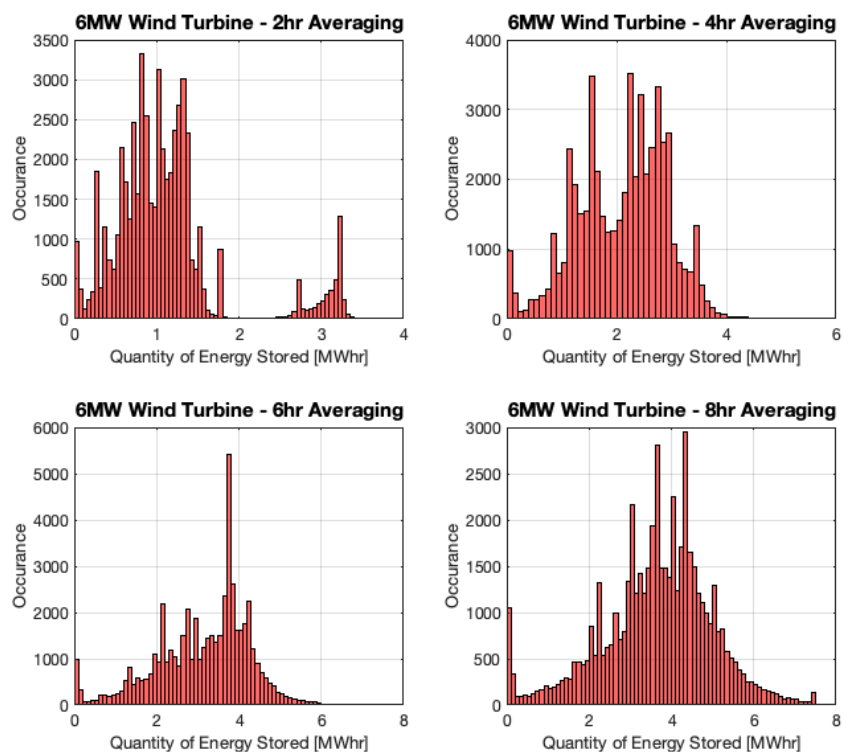 6MW Wind Turbine - 2hr Averaging
3500
3000
2500
2000
1500
1000
500
0
Occurance
0 1 2 3 4
Quantity of Energy Stored [MWhr]
6MW Wind Turbine - 4hr Averaging
4000
3000
2000
1000
0
Occurance
0 2 4 6
Quantity of Energy Stored [MWhr]
6MW Wind Turbine - 6hr Averaging
6000
5000
4000
3000
2000
1000
0
Occurance
0 2 4 6 8
Quantity of Energy Stored [MWhr]
6MW Wind Turbine - 8hr Averaging
3000
2500
2000
1500
1000
500
0
Occurance
0 2 4 6 8
Quantity of Energy Stored [MWhr]